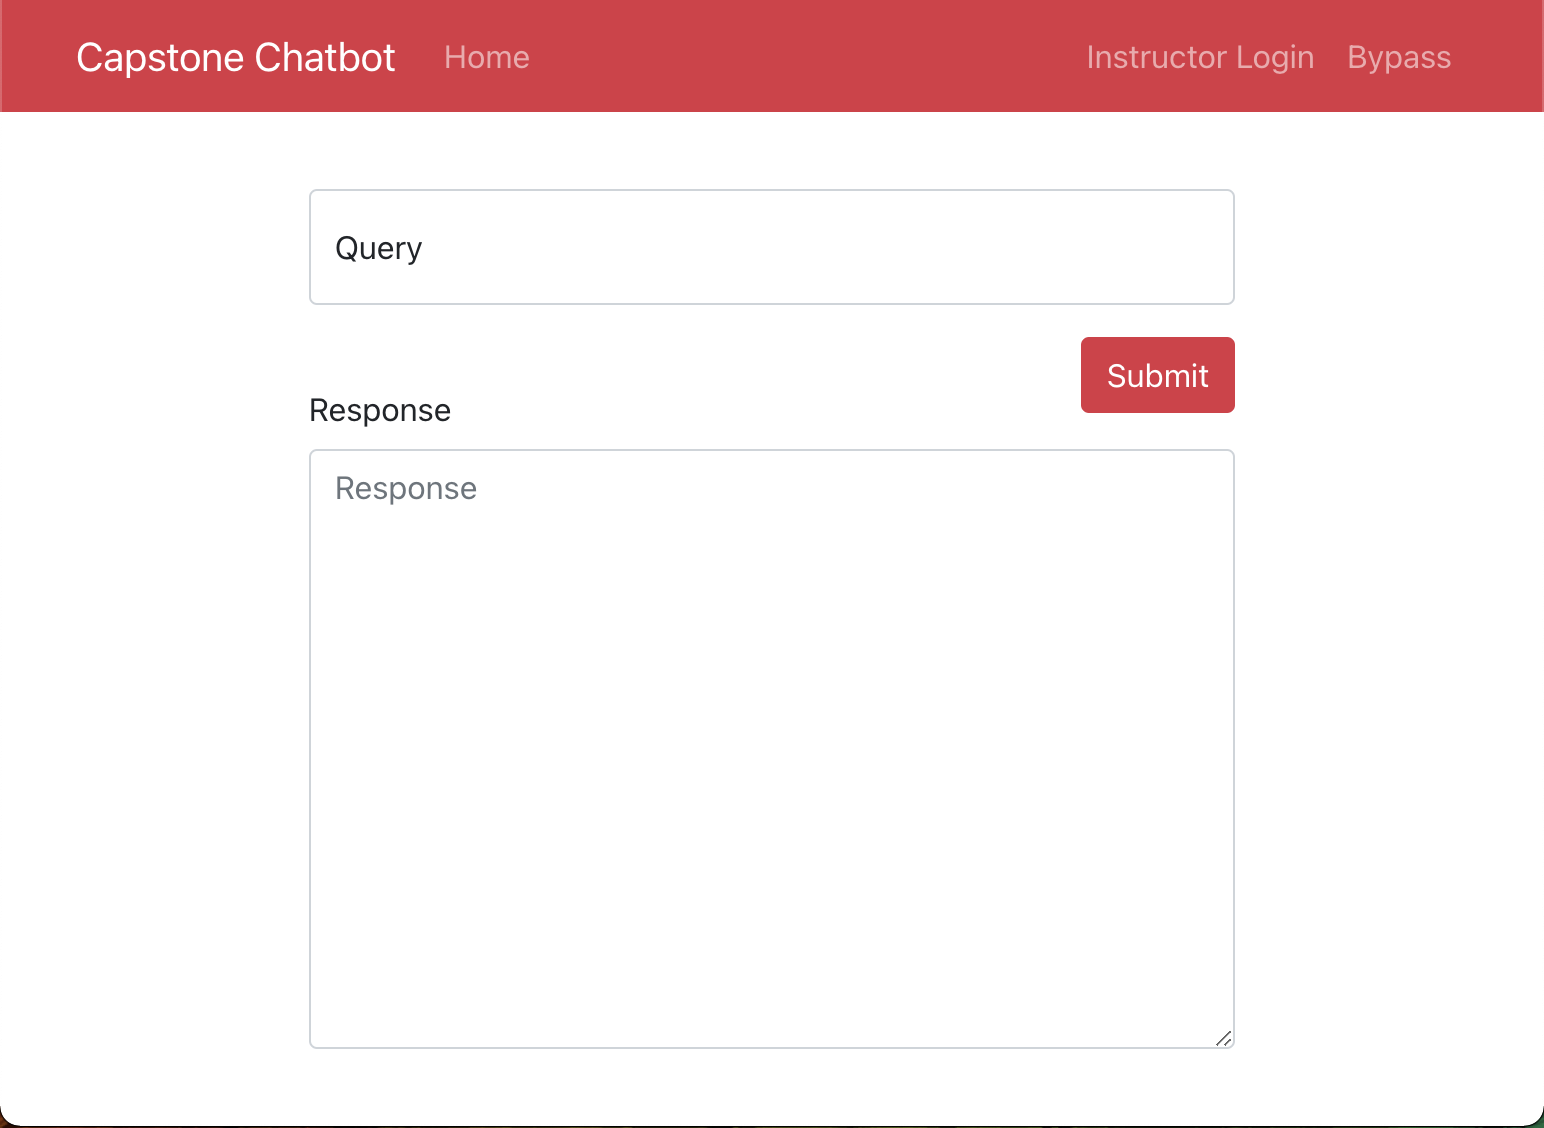 Capstone Chatbot Home Instructor Login Bypass
Query
Submit
Response
Response